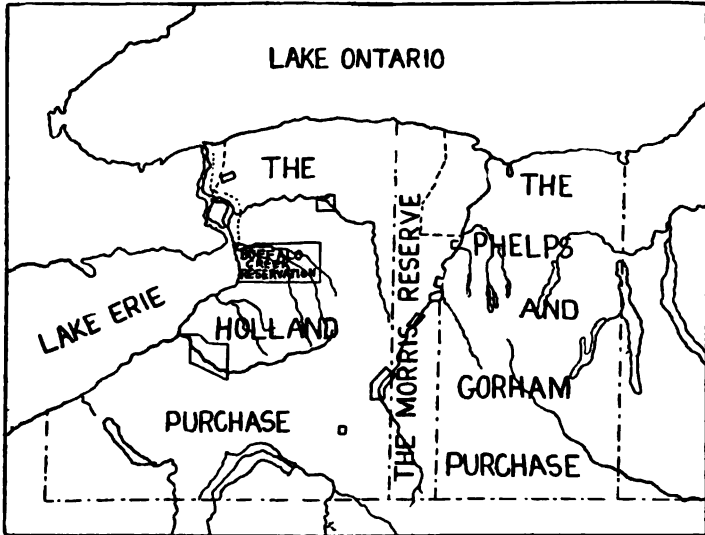 LAKE ONTARIO
THE
HOLLAND
PURCHASE
BUFFALO
CREEK
RESERVATION
LAKE ERIE
THE MORRIS RESERVE
THE
PHELPS
AND
GORHAM
PURCHASE